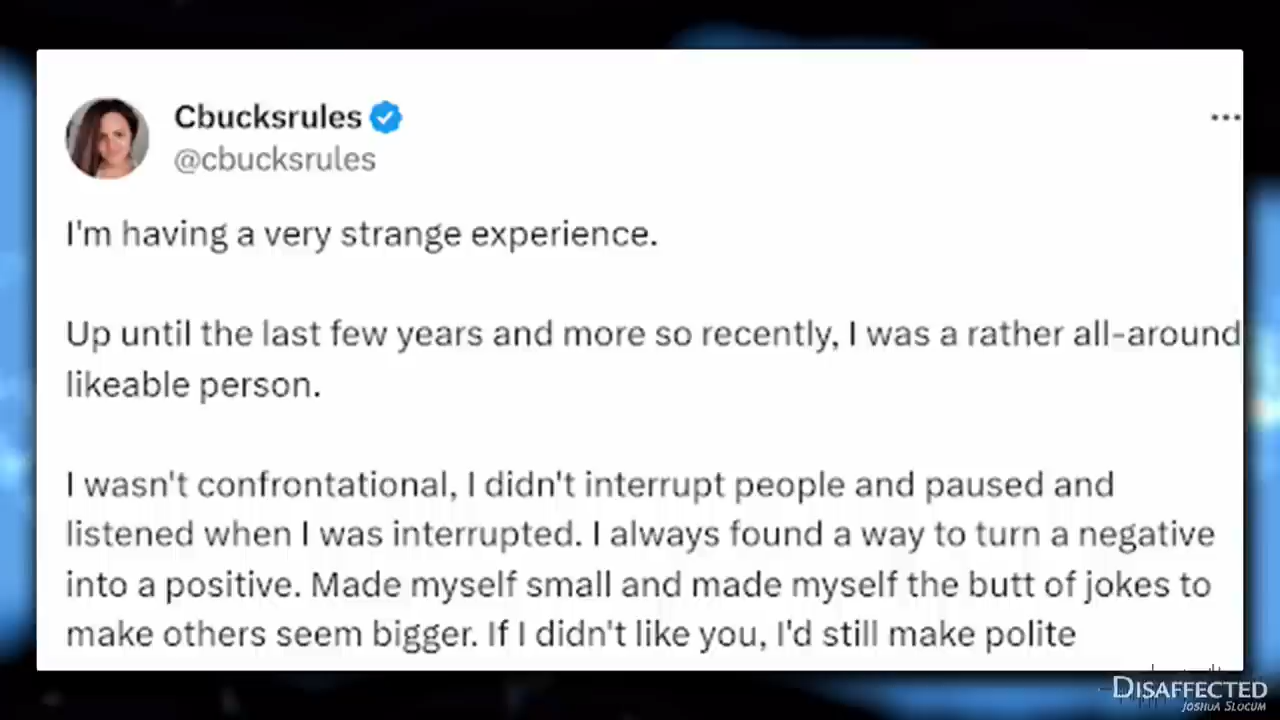 Cbucksrules
@cbucksrules
I'm having a very strange experience.
Up until the last few years and more so recently, I was a rather all-around
likeable person.
I wasn't confrontational, I didn't interrupt people and paused and
listened when I was interrupted. I always found a way to turn a negative
into a positive. Made myself small and made myself the butt of jokes to
make others seem bigger. If I didn't like you, I'd still make polite
DISAFFECTED
JOSHUA SLOCUM